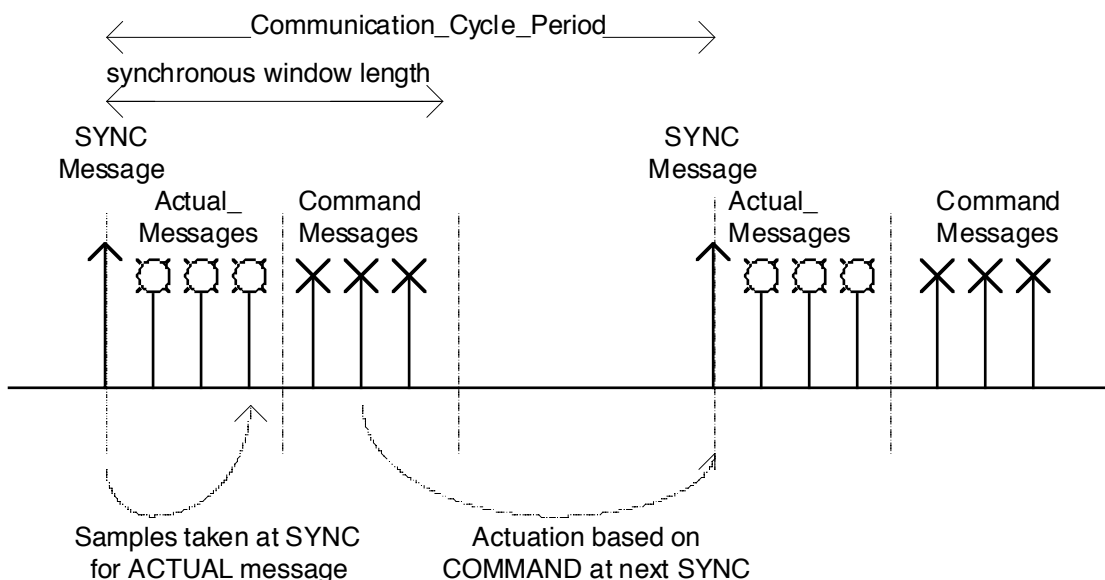 Communication_Cycle_Period
synchronous window length
SYNC
Message
Actual_
Messages
Command
Messages
SYNC
Message
Actual_
Messages
Command
Messages
Samples taken at SYNC
for ACTUAL message
Actuation based on
COMMAND at next SYNC